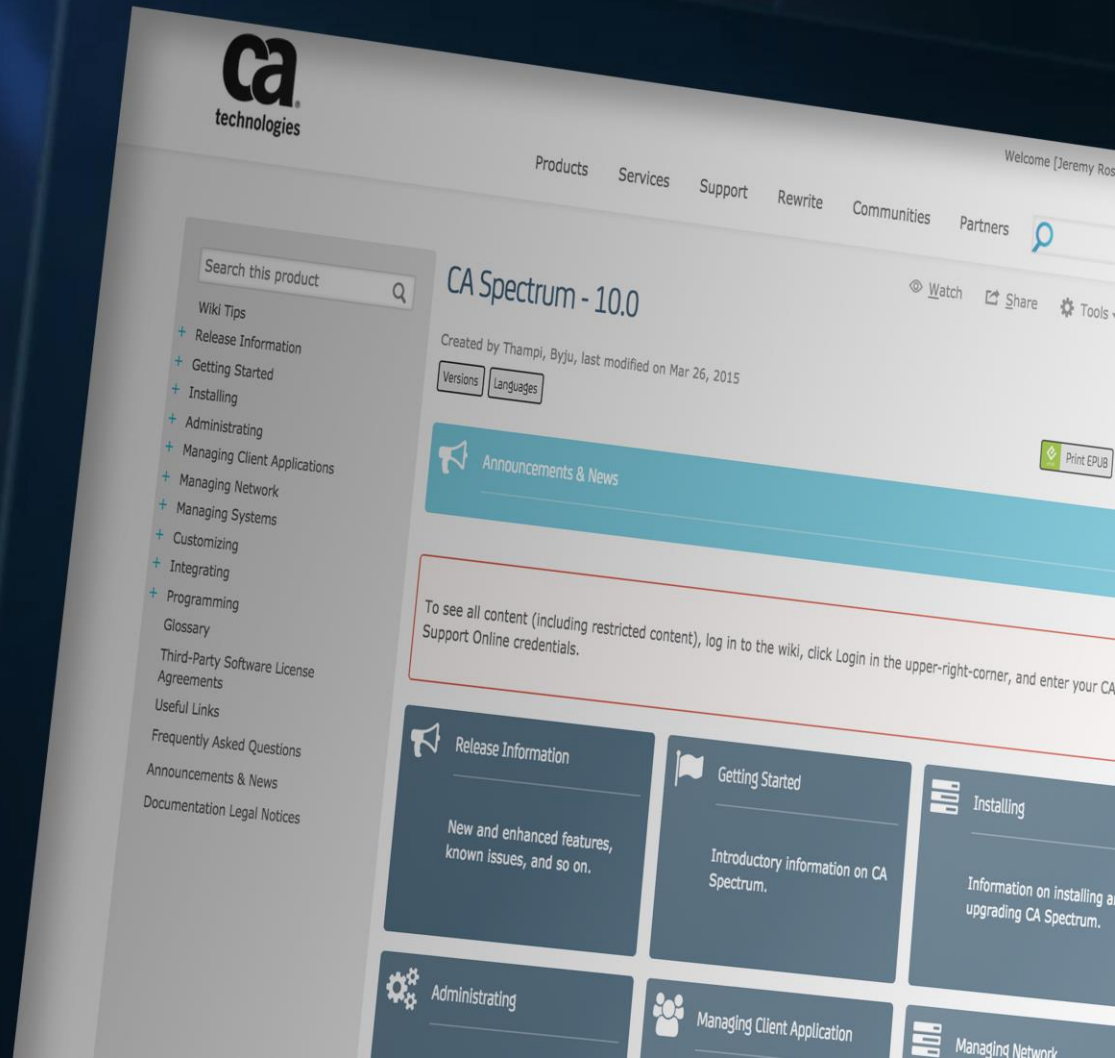 ca
technologies
Welcome [Jeremy Ros
Products Services Support Rewrite Communities Partners
Search this product
Wiki Tips
+ Release Information
+ Getting Started
+ Installing
+ Administrating
+ Managing Client Applications
+ Managing Network
+ Managing Systems
+ Customizing
+ Integrating
+ Programming
Glossary
Third-Party Software License
Agreements
Useful Links
Frequently Asked Questions
Announcements & News
Documentation Legal Notices
CA Spectrum - 10.0
Watch Share Tools
Created by Thampi, Byju, last modified on Mar 26, 2015
Versions Languages
Print EPUB
Announcements & News
To see all content (including restricted content), log in to the wiki, click Login in the upper-right-corner, and enter your CA
Support Online credentials.
Release Information
New and enhanced features,
known issues, and so on.
Getting Started
Introductory information on CA
Spectrum.
Installing
Information on installing a
upgrading CA Spectrum.
Administrating
Managing Client Application
Managing Network